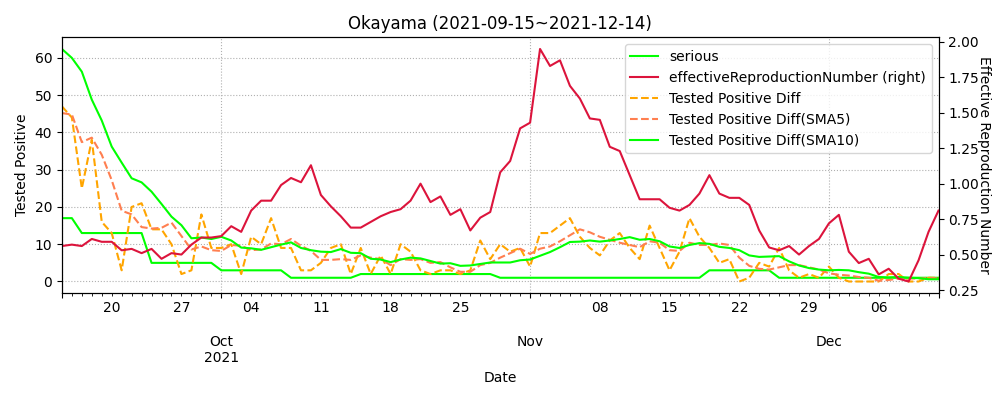 Okayama (2021-09-15~2021-12-14)
serious
effectiveReproductionNumber (right)
Tested Positive Diff
Tested Positive Diff(SMA5)
Tested Positive Diff(SMA10)
Tested Positive
60
50
40
30
20
10
0
2.00
1.75
1.50
1.25
1.00
0.75
0.50
0.25
Effective Reproduction Number
20 27 04 11 18 25 08 15 22 29 06
Oct Nov Dec
2021
Date